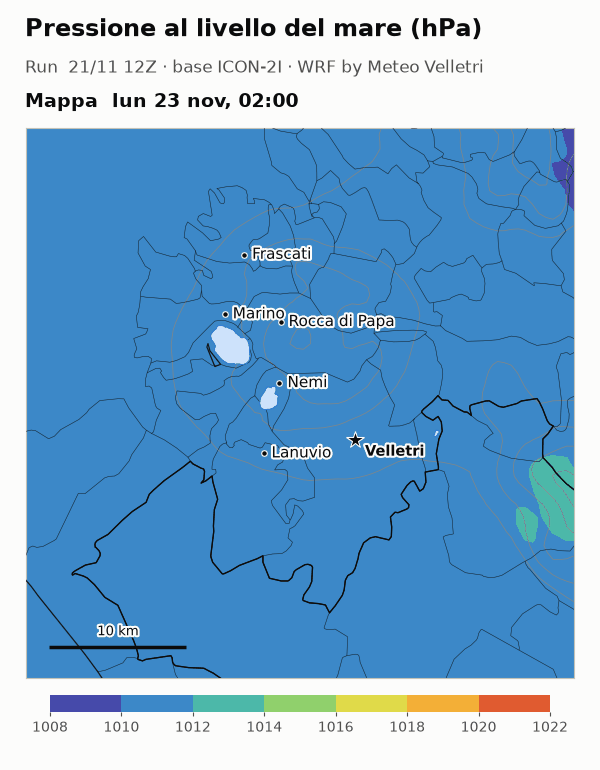 Pressione al livello del mare (hPa)
Run  21/11 12Z · base ICON-2I · WRF by Meteo Velletri
Mappa  lun 23 nov, 02:00
Frascati
Marino
Rocca di Papa
Nemi
Velletri
Lanuvio
10 km
1008 1010 1012 1014 1016 1018 1020 1022